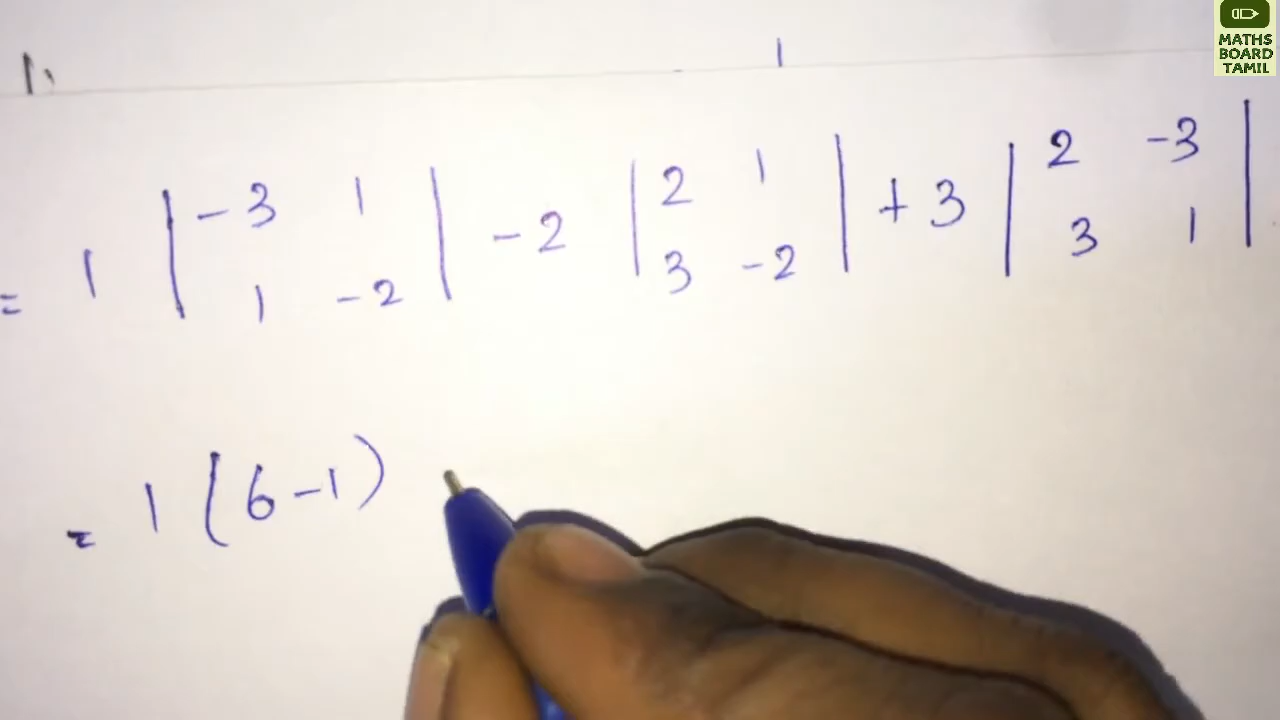 MATHS
BOARD
TAMIL
= 1 | -3 1 | -2 | 2 1 | + 3 | 2 -3 |
1 -2 3 -2 3 1
= 1 (6-1)